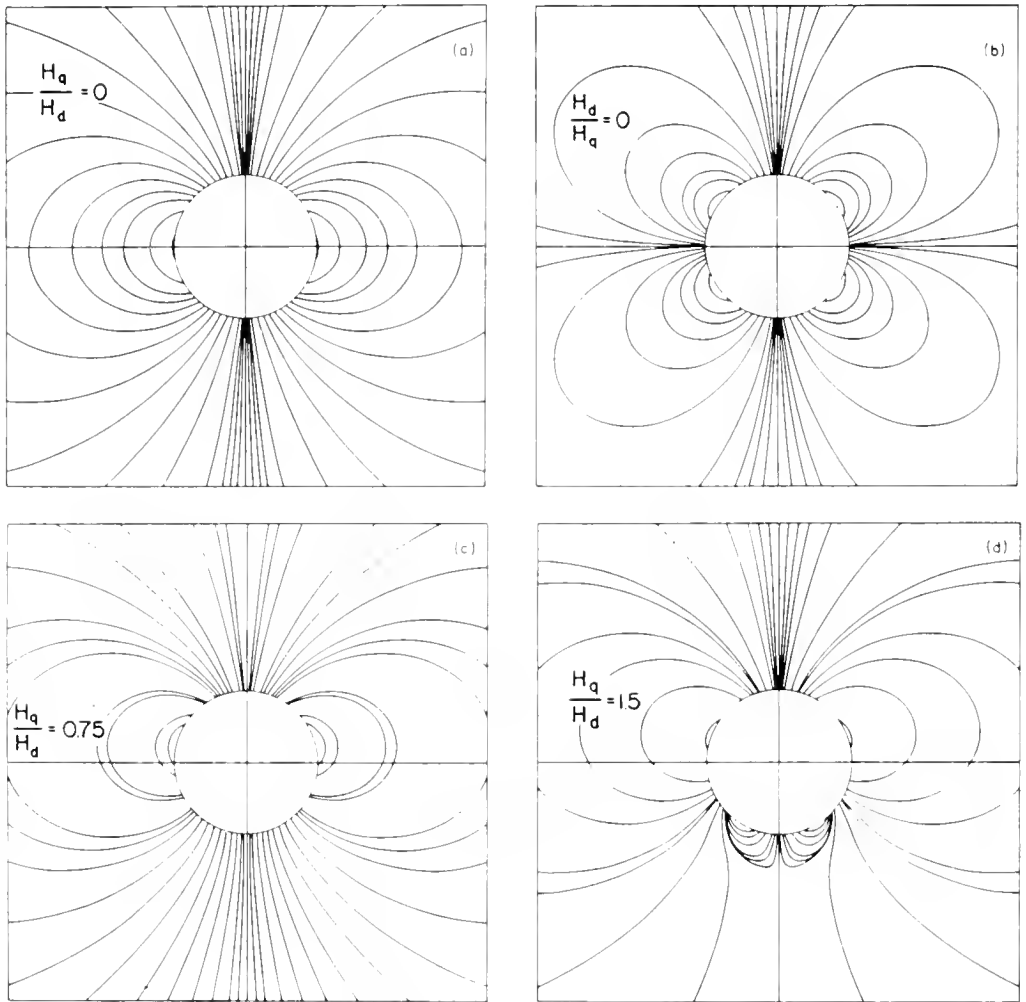 (a)
H_q/H_d = 0
(b)
H_d/H_q = 0
(c)
H_q/H_d = 0.75
(d)
H_q/H_d = 1.5